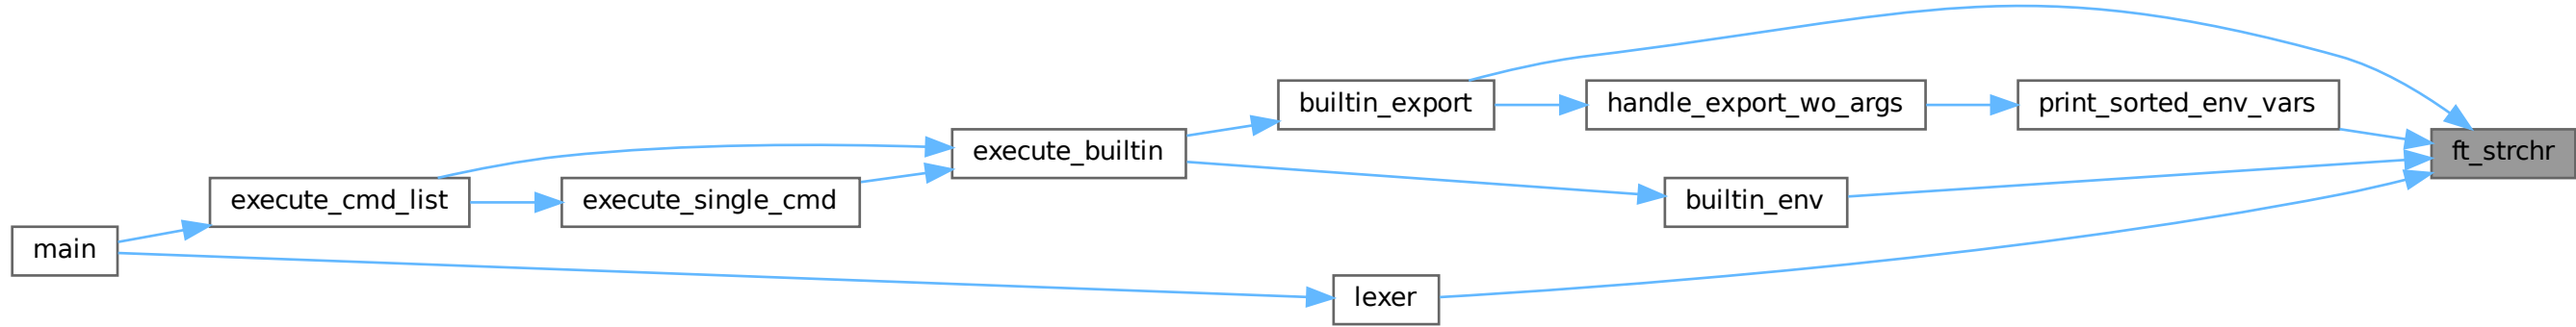 main
execute_cmd_list
execute_single_cmd
execute_builtin
builtin_export
handle_export_wo_args
print_sorted_env_vars
ft_strchr
builtin_env
lexer